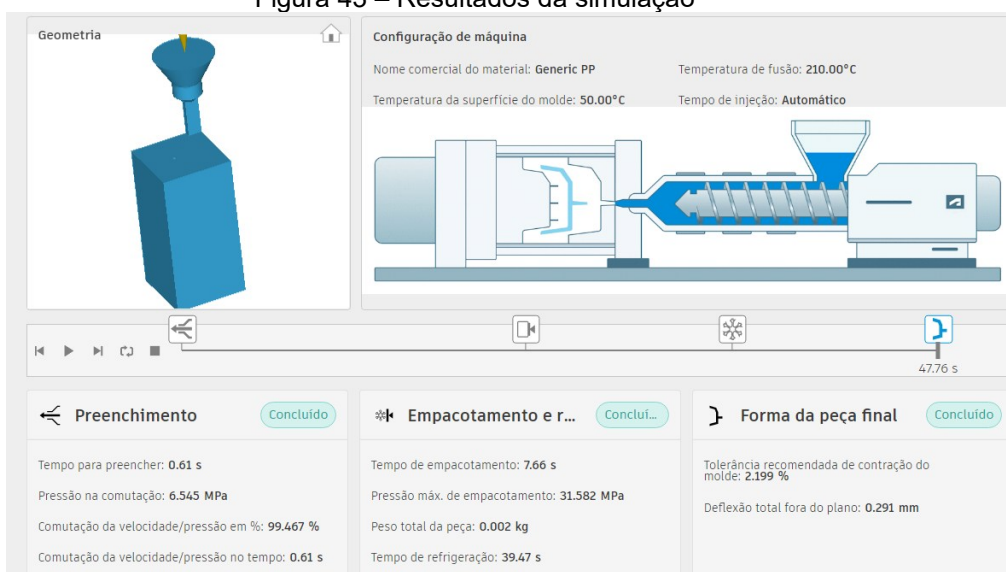 Figura 43 – Resultados da simulação
Geometria
Configuração de máquina
Nome comercial do material: Generic PP
Temperatura de fusão: 210.00°C
Temperatura da superfície do molde: 50.00°C
Tempo de injeção: Automático
47.76 s
Preenchimento
Concluído
Tempo para preencher: 0.61 s
Pressão na comutação: 6.545 MPa
Comutação da velocidade/pressão em %: 99.467 %
Comutação da velocidade/pressão no tempo: 0.61 s
Empacotamento e r...
Concluí...
Tempo de empacotamento: 7.66 s
Pressão máx. de empacotamento: 31.582 MPa
Peso total da peça: 0.002 kg
Tempo de refrigeração: 39.47 s
Forma da peça final
Concluído
Tolerância recomendada de contração do
molde: 2.199 %
Deflexão total fora do plano: 0.291 mm